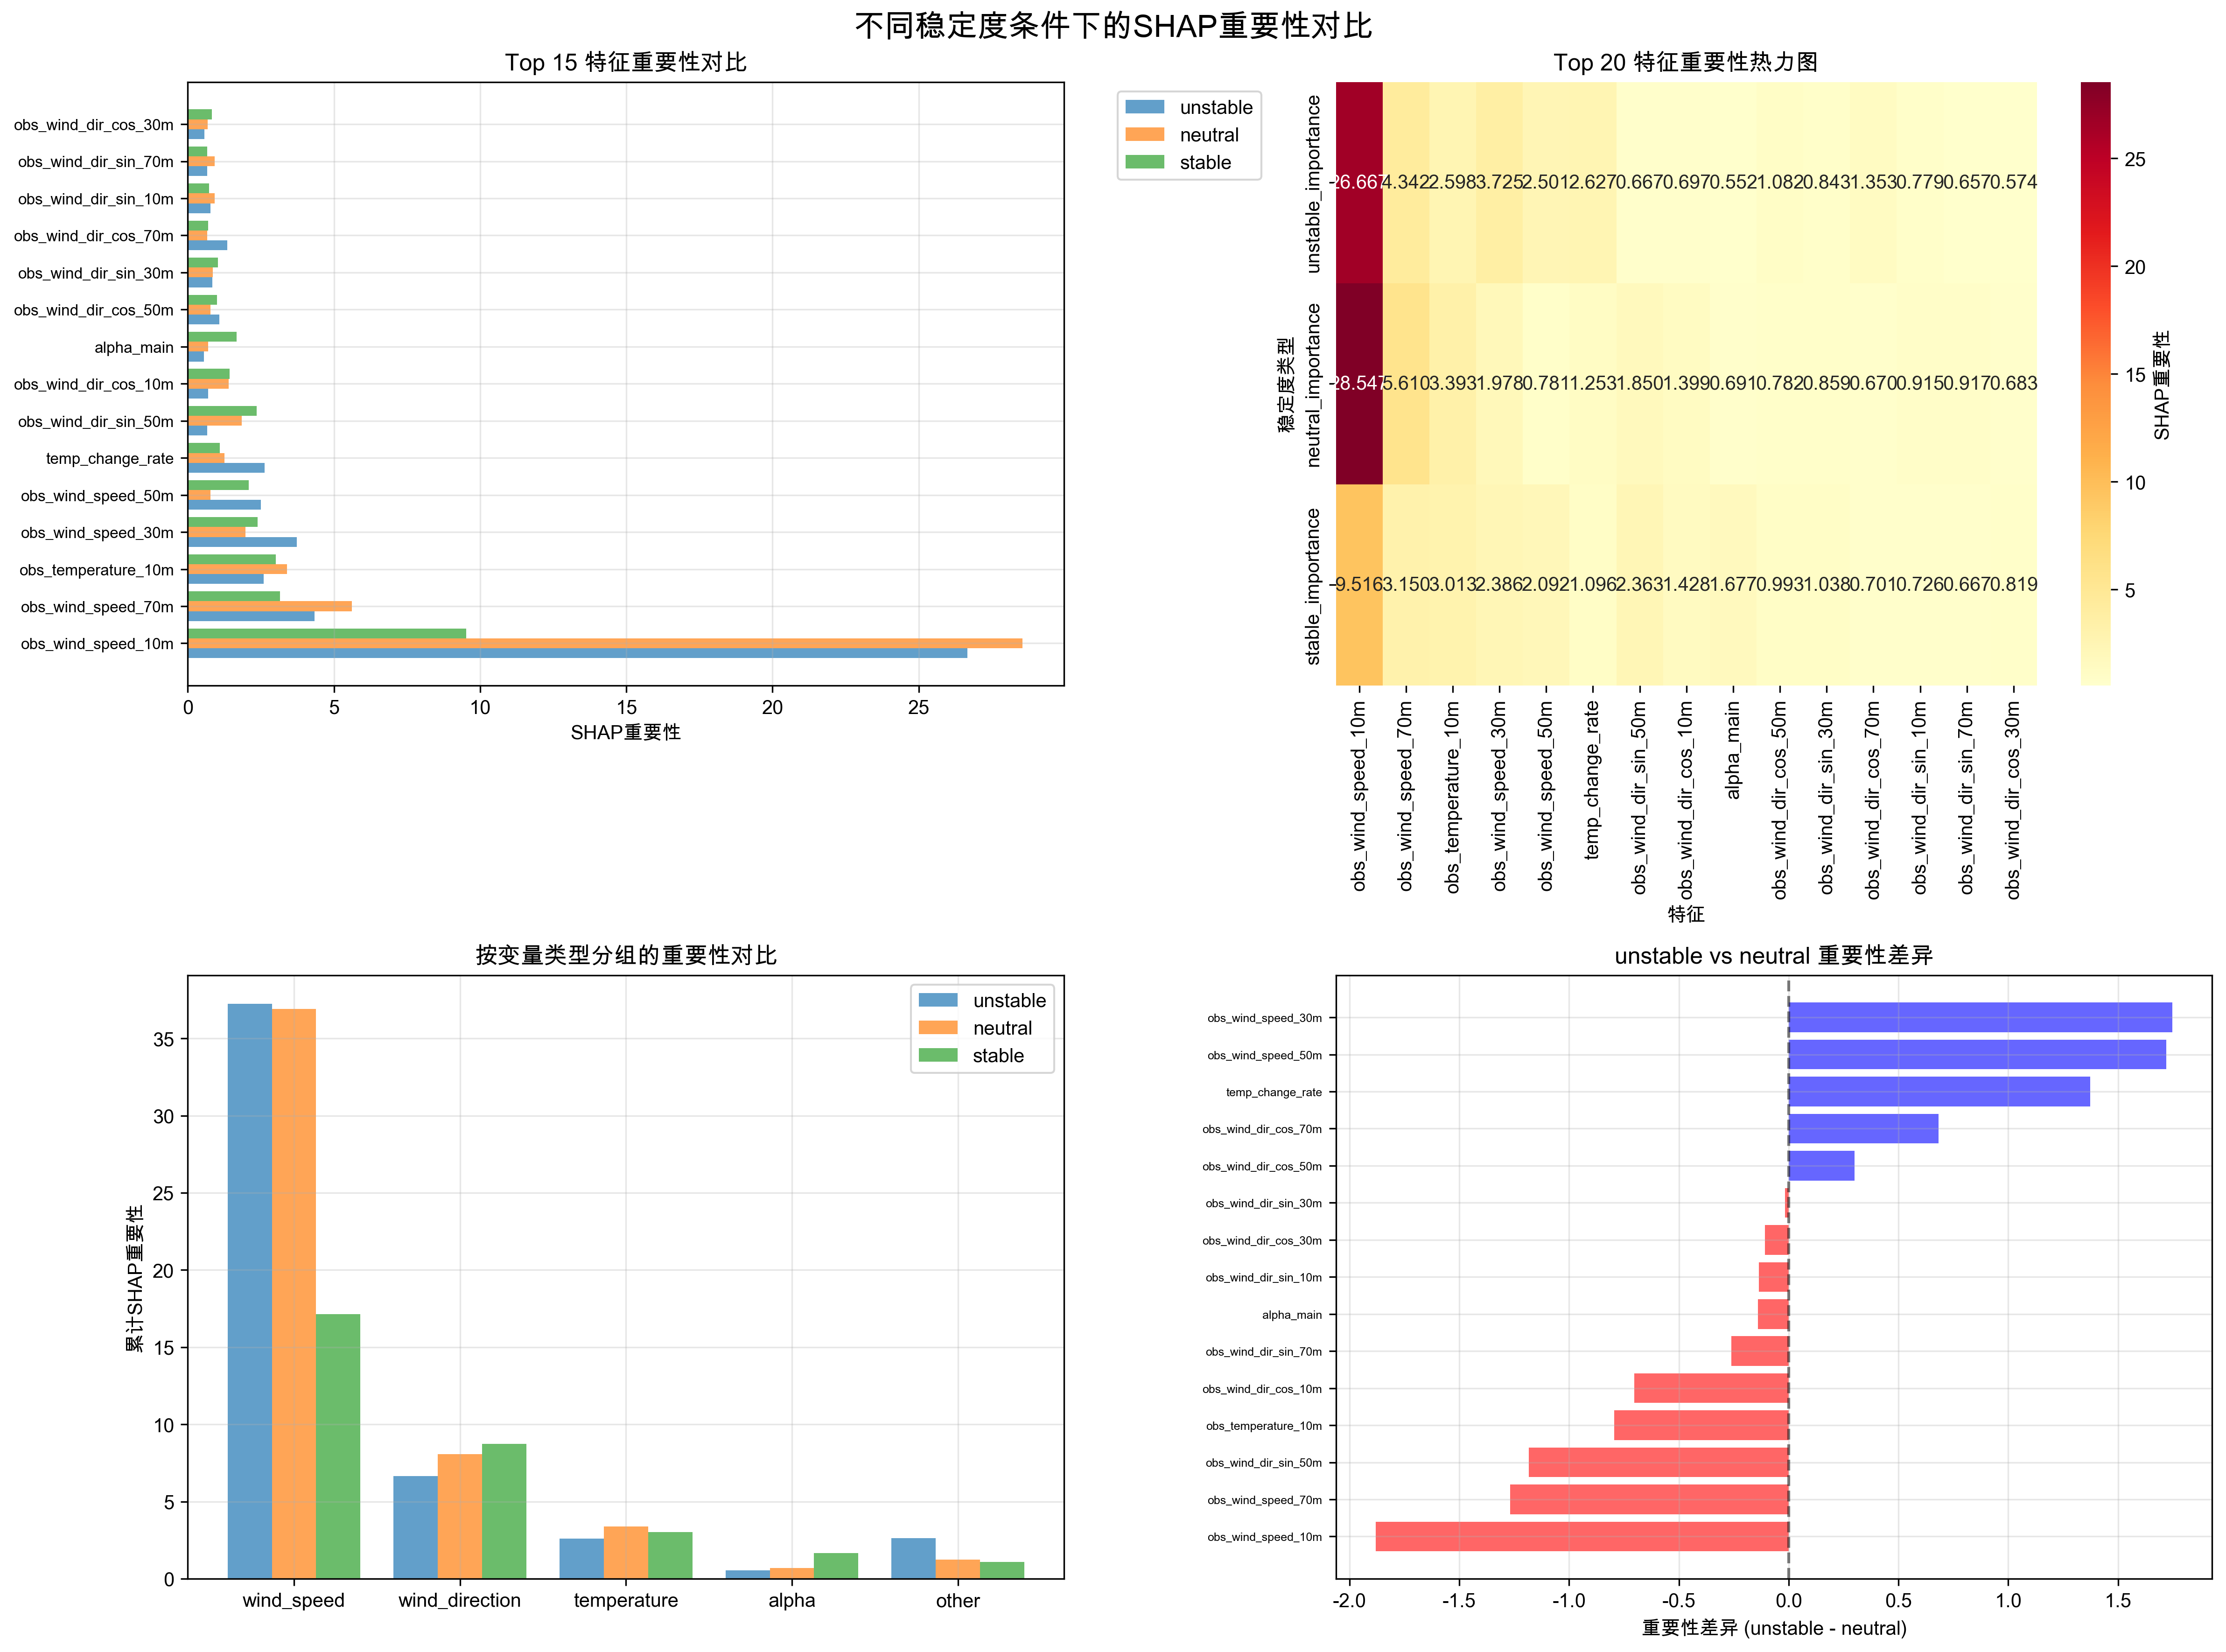 不同稳定度条件下的SHAP重要性对比
Top 15 特征重要性对比
obs_wind_dir_cos_30m
obs_wind_dir_sin_70m
obs_wind_dir_sin_10m
obs_wind_dir_cos_70m
obs_wind_dir_sin_30m
obs_wind_dir_cos_50m
alpha_main
obs_wind_dir_cos_10m
obs_wind_dir_sin_50m
temp_change_rate
obs_wind_speed_50m
obs_wind_speed_30m
obs_temperature_10m
obs_wind_speed_70m
obs_wind_speed_10m
0 5 10 15 20 25
SHAP重要性
unstable
neutral
stable
Top 20 特征重要性热力图
稳定度类型
unstable_importance
26.667 4.342 2.598 3.725 2.501 2.627 0.667 0.697 0.552 1.082 0.843 1.353 0.779 0.657 0.574
neutral_importance
28.547 5.610 3.393 1.978 0.781 1.253 1.850 1.399 0.691 0.782 0.859 0.670 0.915 0.917 0.683
stable_importance
9.516 3.150 3.013 2.386 2.092 1.096 2.363 1.428 1.677 0.993 1.038 0.701 0.726 0.667 0.819
obs_wind_speed_10m
obs_wind_speed_70m
obs_temperature_10m
obs_wind_speed_30m
obs_wind_speed_50m
temp_change_rate
obs_wind_dir_sin_50m
obs_wind_dir_cos_10m
alpha_main
obs_wind_dir_cos_50m
obs_wind_dir_sin_30m
obs_wind_dir_cos_70m
obs_wind_dir_sin_10m
obs_wind_dir_sin_70m
obs_wind_dir_cos_30m
特征
25
20
15
10
5
SHAP重要性
按变量类型分组的重要性对比
累计SHAP重要性
35
30
25
20
15
10
5
0
wind_speed wind_direction temperature alpha other
unstable
neutral
stable
unstable vs neutral 重要性差异
obs_wind_speed_30m
obs_wind_speed_50m
temp_change_rate
obs_wind_dir_cos_70m
obs_wind_dir_cos_50m
obs_wind_dir_sin_30m
obs_wind_dir_cos_30m
obs_wind_dir_sin_10m
alpha_main
obs_wind_dir_sin_70m
obs_wind_dir_cos_10m
obs_temperature_10m
obs_wind_dir_sin_50m
obs_wind_speed_70m
obs_wind_speed_10m
-2.0 -1.5 -1.0 -0.5 0.0 0.5 1.0 1.5
重要性差异 (unstable - neutral)